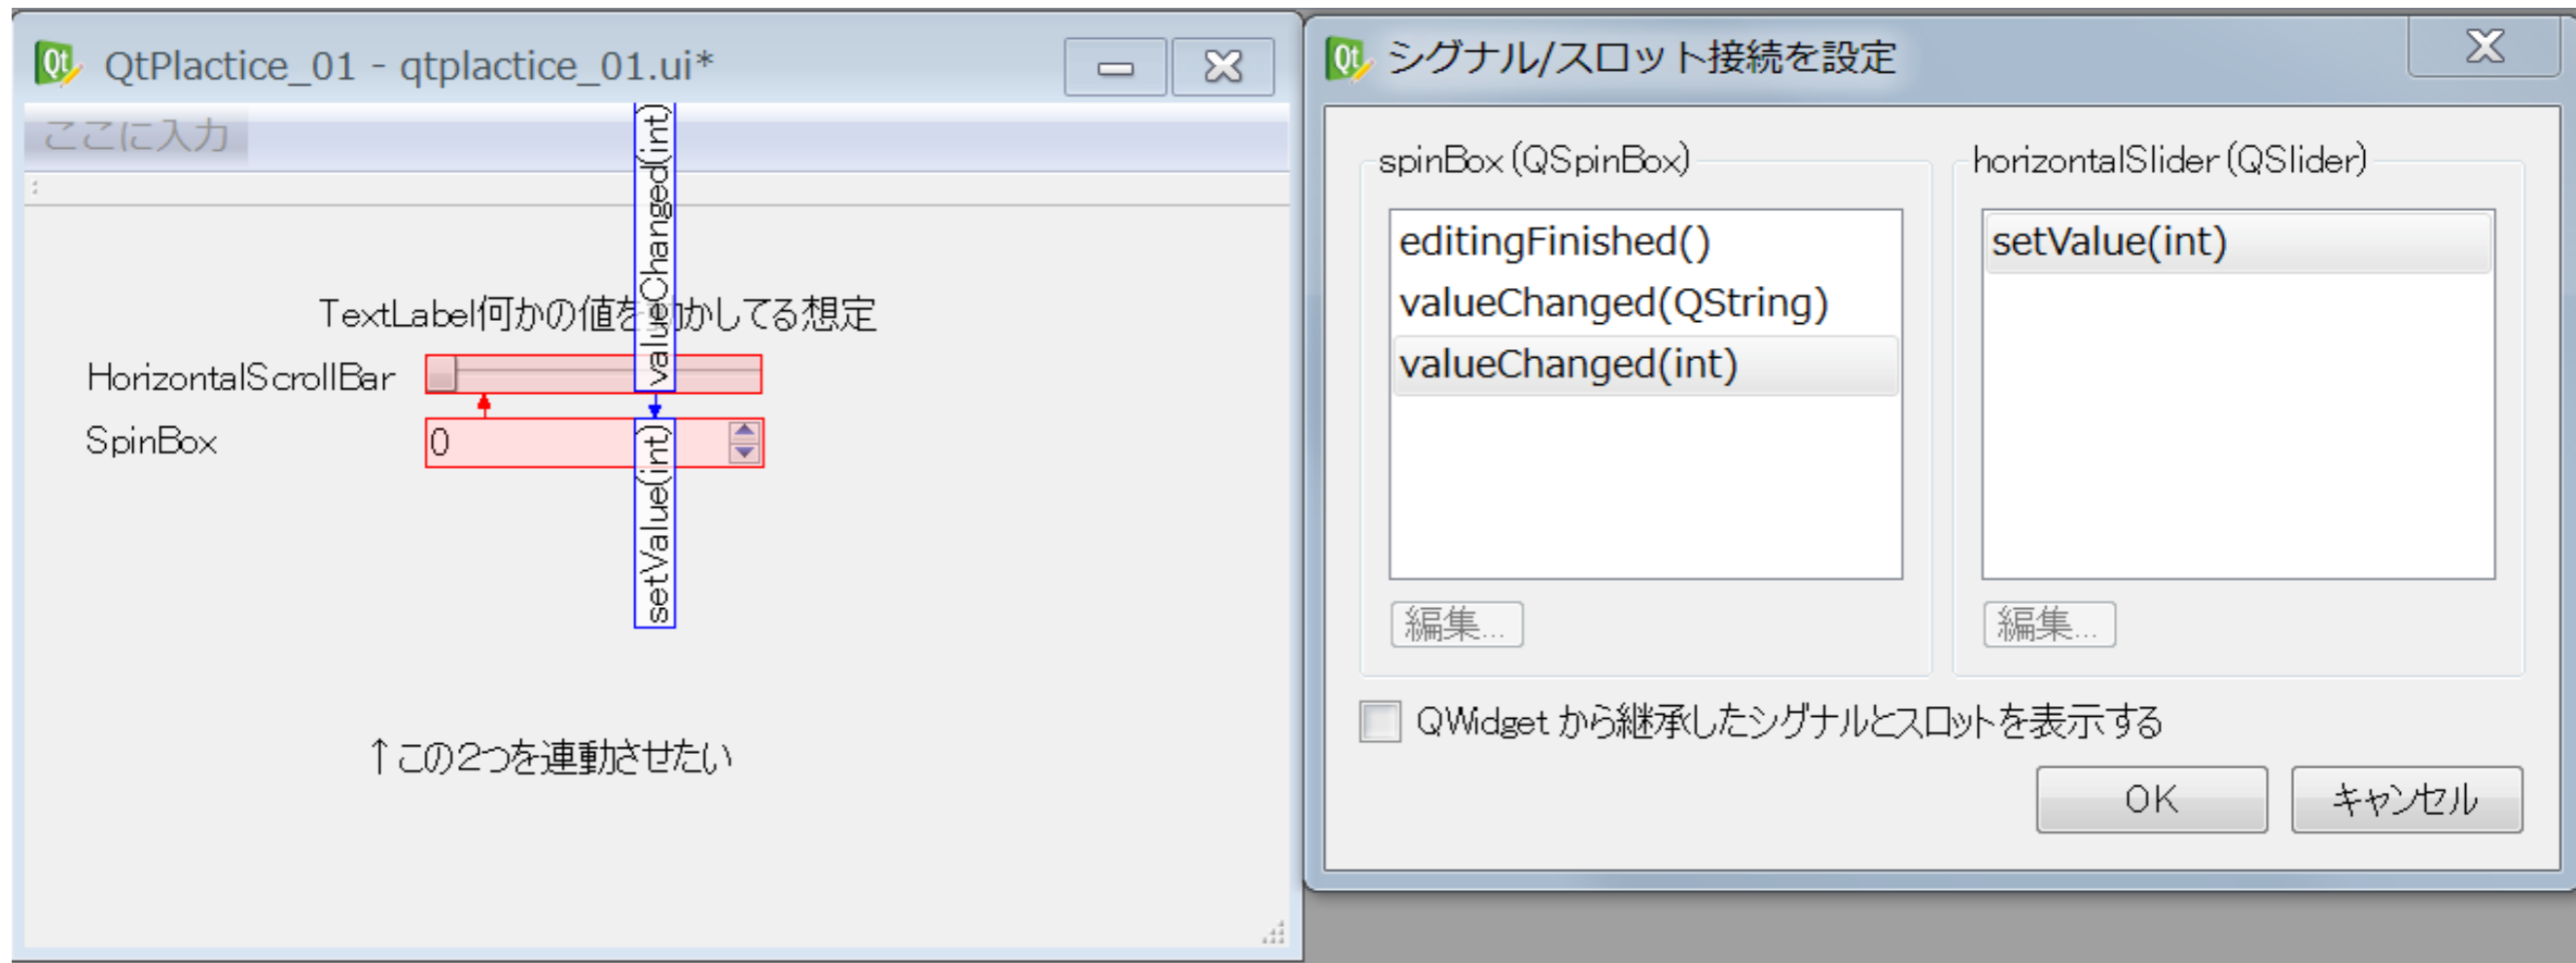 QtPlactice_01 - qtplactice_01.ui*
ここに入力
valueChanged(int)
TextLabel何かの値を動かしてる想定
HorizontalScrollBar
SpinBox
0
setValue(int)
↑この2つを連動させたい
シグナル/スロット接続を設定
spinBox (QSpinBox)
editingFinished()
valueChanged(QString)
valueChanged(int)
編集...
horizontalSlider (QSlider)
setValue(int)
編集...
QWidget から継承したシグナルとスロットを表示する
OK
キャンセル